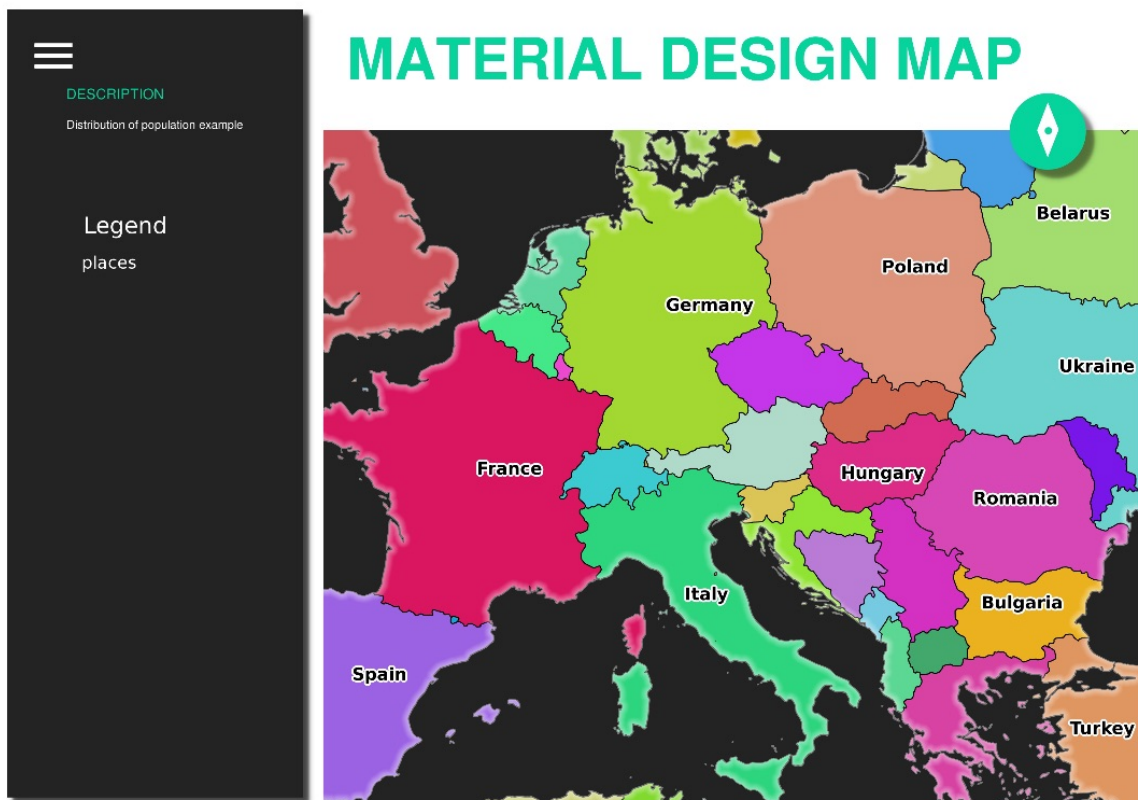 MATERIAL DESIGN MAP
DESCRIPTION
Distribution of population example
Legend
places
Belarus
Poland
Germany
Ukraine
France
Hungary
Romania
Italy
Bulgaria
Spain
Turkey